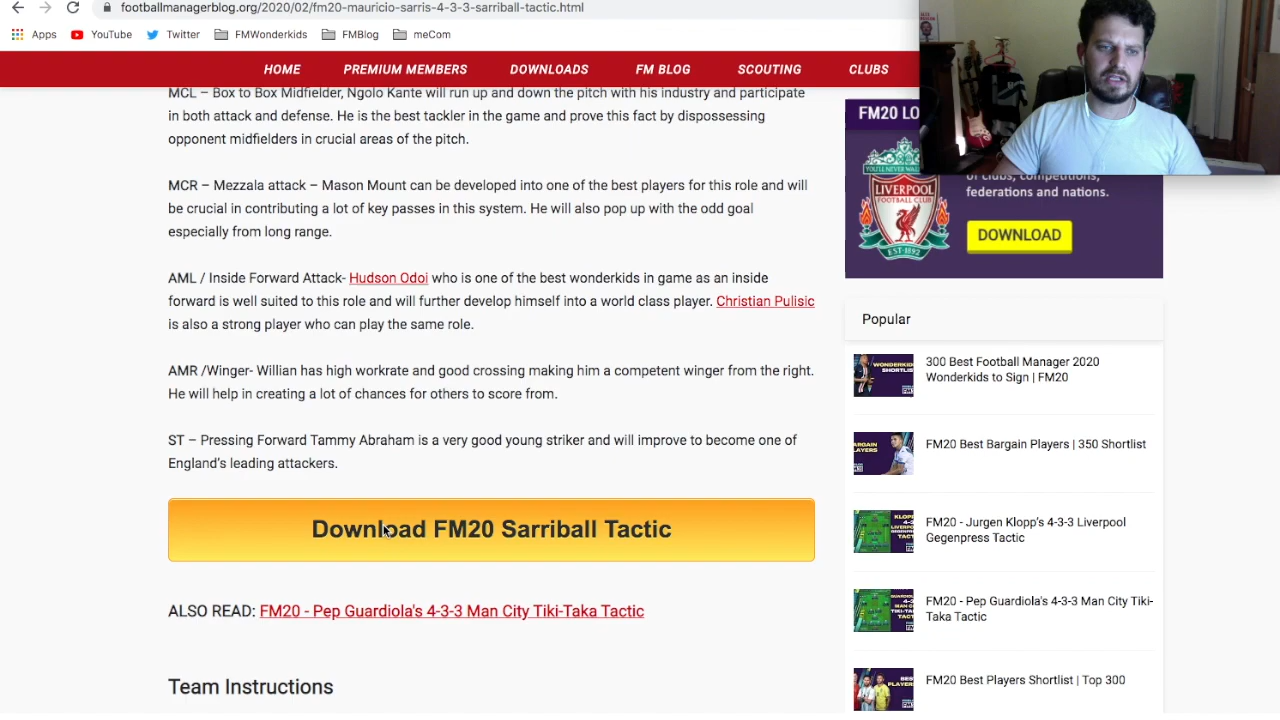 footballmanagerblog.org/2020/02/fm20-mauricio-sarris-4-3-3-sarriball-tactic.html
Apps YouTube Twitter FMWonderkids FMBlog meCom
HOME PREMIUM MEMBERS DOWNLOADS FM BLOG SCOUTING CLUBS
MCL – Box to Box Midfielder, Ngolo Kante will run up and down the pitch with his industry and participate
in both attack and defense. He is the best tackler in the game and prove this fact by dispossessing
opponent midfielders in crucial areas of the pitch.
MCR – Mezzala attack – Mason Mount can be developed into one of the best players for this role and will
be crucial in contributing a lot of key passes in this system. He will also pop up with the odd goal
especially from long range.
AML / Inside Forward Attack- Hudson Odoi who is one of the best wonderkids in game as an inside
forward is well suited to this role and will further develop himself into a world class player. Christian Pulisic
is also a strong player who can play the same role.
AMR /Winger- Willian has high workrate and good crossing making him a competent winger from the right.
He will help in creating a lot of chances for others to score from.
ST – Pressing Forward Tammy Abraham is a very good young striker and will improve to become one of
England's leading attackers.
Download FM20 Sarriball Tactic
ALSO READ: FM20 - Pep Guardiola's 4-3-3 Man City Tiki-Taka Tactic
Team Instructions
FM20 LO
YOU'LL NEVER WALK
LIVERPOOL
FOOTBALL CLUB
EST·1892
of clubs, competitions,
federations and nations.
DOWNLOAD
Popular
WONDERKID
SHORTLIST
300 Best Football Manager 2020
Wonderkids to Sign | FM20
BARGAIN
PLAYERS
FM20 Best Bargain Players | 350 Shortlist
FM20 - Jurgen Klopp's 4-3-3 Liverpool
Gegenpress Tactic
FM20 - Pep Guardiola's 4-3-3 Man City Tiki-
Taka Tactic
FM20 Best Players Shortlist | Top 300